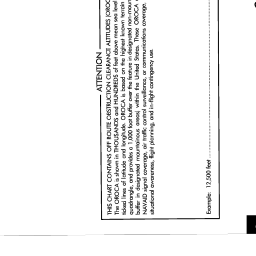 ATTENTION
THIS CHART CONTAINS OFF ROUTE OBSTRUCTION CLEARANCE ALTITUDES (OROC
The OROCA is shown in THOUSANDS and HUNDREDS of feet above mean sea level
ticked lines of latitude and longitude. OROCA is based on the highest known terrain
quadrangle, and provides a 1,000 foot buffer over the feature in designated non-moun
buffer in designated mountainous areas) within the United States. These OROCA
NAVAID signal coverage, air traffic control surveillance, or communications coverage.
situational awareness, flight planning, and in-flight contingency use.
Example: 12,500 feet